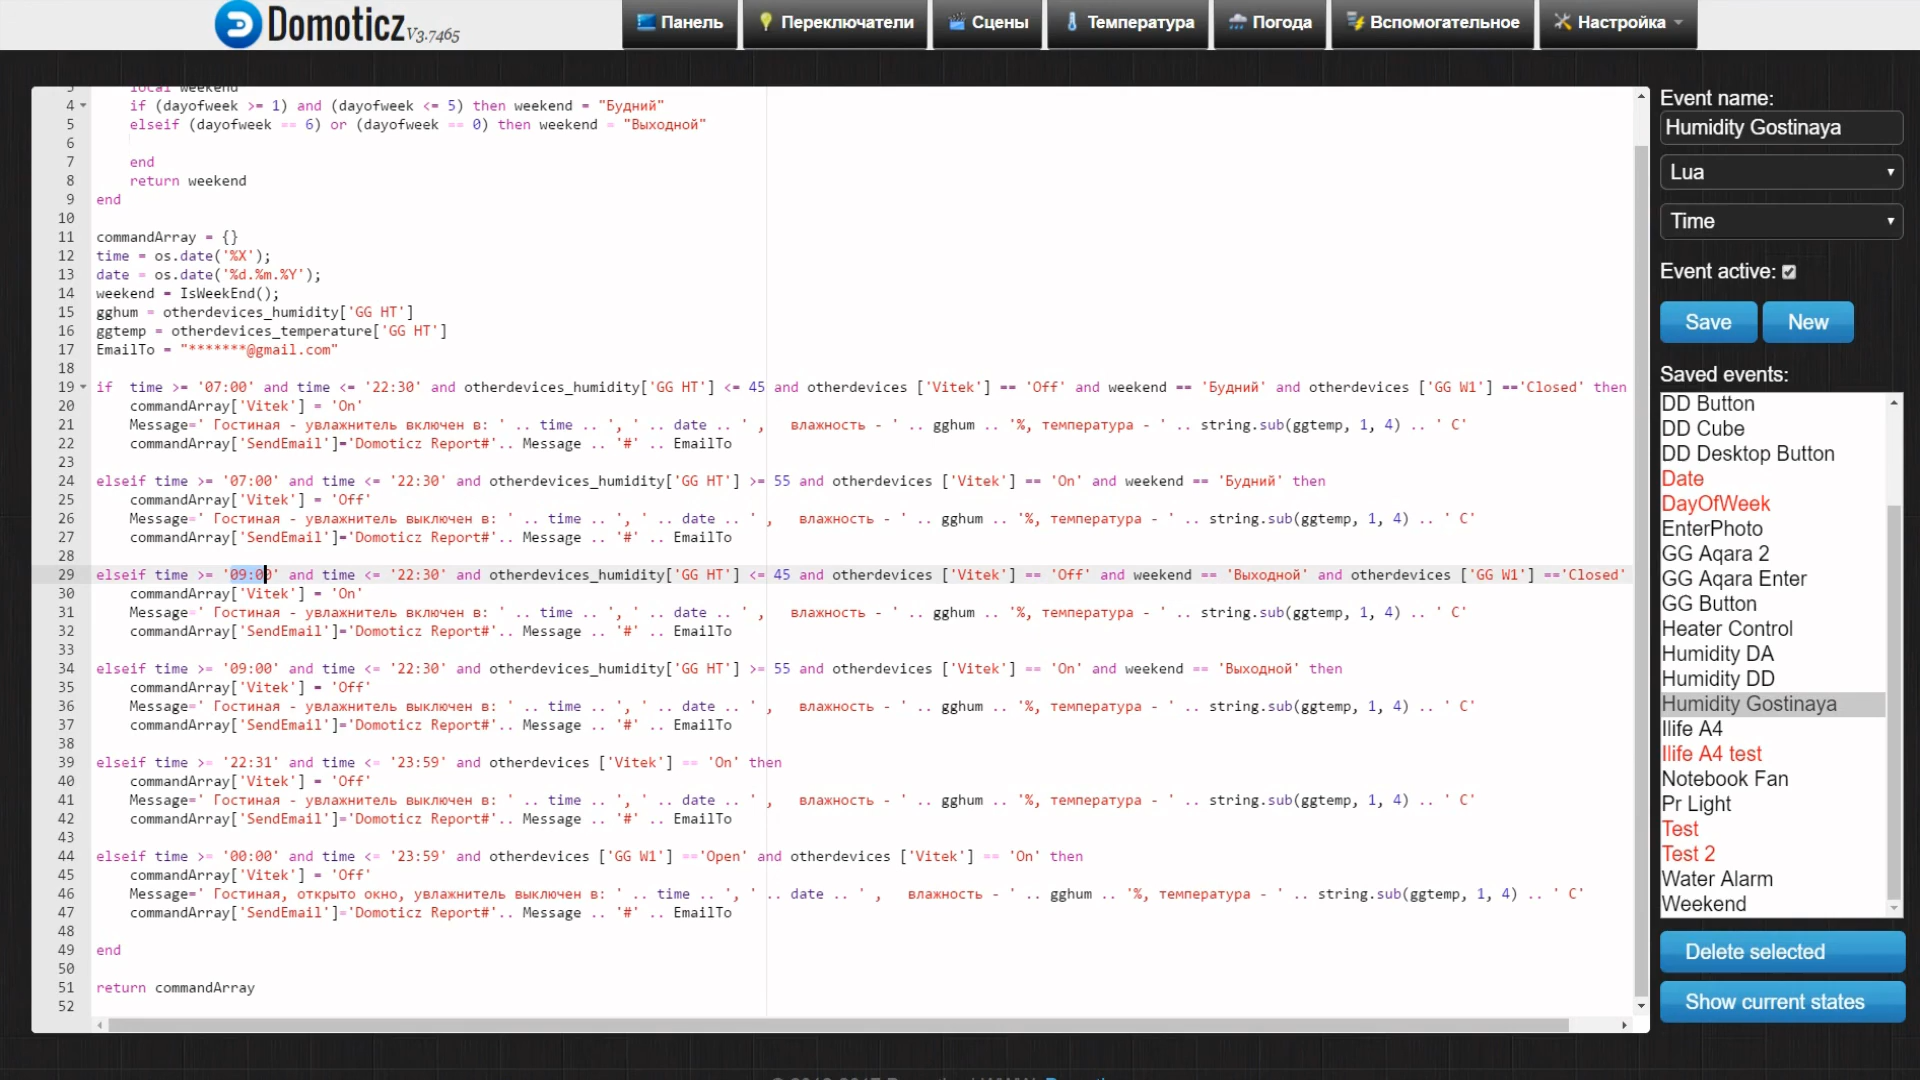 Domoticz V3.7465
Панель
Переключатели
Сцены
Температура
Погода
Вспомогательное
Настройка
3 local weekend
4 if (dayofweek >= 1) and (dayofweek <= 5) then weekend = "Будний"
5 elseif (dayofweek == 6) or (dayofweek == 0) then weekend = "Выходной"
6
7 end
8 return weekend
9 end
10
11 commandArray = {}
12 time = os.date('%X');
13 date = os.date('%d.%m.%Y');
14 weekend = IsWeekEnd();
15 gghum = otherdevices_humidity['GG HT']
16 ggtemp = otherdevices_temperature['GG HT']
17 EmailTo = "*******@gmail.com"
18
19 if  time >= '07:00' and time <= '22:30' and otherdevices_humidity['GG HT'] <= 45 and otherdevices ['Vitek'] == 'Off' and weekend == 'Будний' and otherdevices ['GG W1'] =='Closed' then
20 commandArray['Vitek'] = 'On'
21 Message=' Гостиная - увлажнитель включен в: ' .. time .. ', ' .. date .. ' ,  влажность - ' .. gghum .. '%, температура - ' .. string.sub(ggtemp, 1, 4) .. ' C'
22 commandArray['SendEmail']='Domoticz Report#'.. Message .. '#' .. EmailTo
23
24 elseif time >= '07:00' and time <= '22:30' and otherdevices_humidity['GG HT'] >= 55 and otherdevices ['Vitek'] == 'On' and weekend == 'Будний' then
25 commandArray['Vitek'] = 'Off'
26 Message=' Гостиная - увлажнитель выключен в: ' .. time .. ', ' .. date .. ' ,  влажность - ' .. gghum .. '%, температура - ' .. string.sub(ggtemp, 1, 4) .. ' C'
27 commandArray['SendEmail']='Domoticz Report#'.. Message .. '#' .. EmailTo
28
29 elseif time >= '09:00' and time <= '22:30' and otherdevices_humidity['GG HT'] <= 45 and otherdevices ['Vitek'] == 'Off' and weekend == 'Выходной' and otherdevices ['GG W1'] =='Closed'
30 commandArray['Vitek'] = 'On'
31 Message=' Гостиная - увлажнитель включен в: ' .. time .. ', ' .. date .. ' ,  влажность - ' .. gghum .. '%, температура - ' .. string.sub(ggtemp, 1, 4) .. ' C'
32 commandArray['SendEmail']='Domoticz Report#'.. Message .. '#' .. EmailTo
33
34 elseif time >= '09:00' and time <= '22:30' and otherdevices_humidity['GG HT'] >= 55 and otherdevices ['Vitek'] == 'On' and weekend == 'Выходной' then
35 commandArray['Vitek'] = 'Off'
36 Message=' Гостиная - увлажнитель выключен в: ' .. time .. ', ' .. date .. ' ,  влажность - ' .. gghum .. '%, температура - ' .. string.sub(ggtemp, 1, 4) .. ' C'
37 commandArray['SendEmail']='Domoticz Report#'.. Message .. '#' .. EmailTo
38
39 elseif time >= '22:31' and time <= '23:59' and otherdevices ['Vitek'] == 'On' then
40 commandArray['Vitek'] = 'Off'
41 Message=' Гостиная - увлажнитель выключен в: ' .. time .. ', ' .. date .. ' ,  влажность - ' .. gghum .. '%, температура - ' .. string.sub(ggtemp, 1, 4) .. ' C'
42 commandArray['SendEmail']='Domoticz Report#'.. Message .. '#' .. EmailTo
43
44 elseif time >= '00:00' and time <= '23:59' and otherdevices ['GG W1'] =='Open' and otherdevices ['Vitek'] == 'On' then
45 commandArray['Vitek'] = 'Off'
46 Message=' Гостиная, открыто окно, увлажнитель выключен в: ' .. time .. ', ' .. date .. ' ,  влажность - ' .. gghum .. '%, температура - ' .. string.sub(ggtemp, 1, 4) .. ' C'
47 commandArray['SendEmail']='Domoticz Report#'.. Message .. '#' .. EmailTo
48
49 end
50
51 return commandArray
52
Event name:
Humidity Gostinaya
Lua
Time
Event active:
Save
New
Saved events:
DD Button
DD Cube
DD Desktop Button
Date
DayOfWeek
EnterPhoto
GG Aqara 2
GG Aqara Enter
GG Button
Heater Control
Humidity DA
Humidity DD
Humidity Gostinaya
Ilife A4
Ilife A4 test
Notebook Fan
Pr Light
Test
Test 2
Water Alarm
Weekend
Delete selected
Show current states